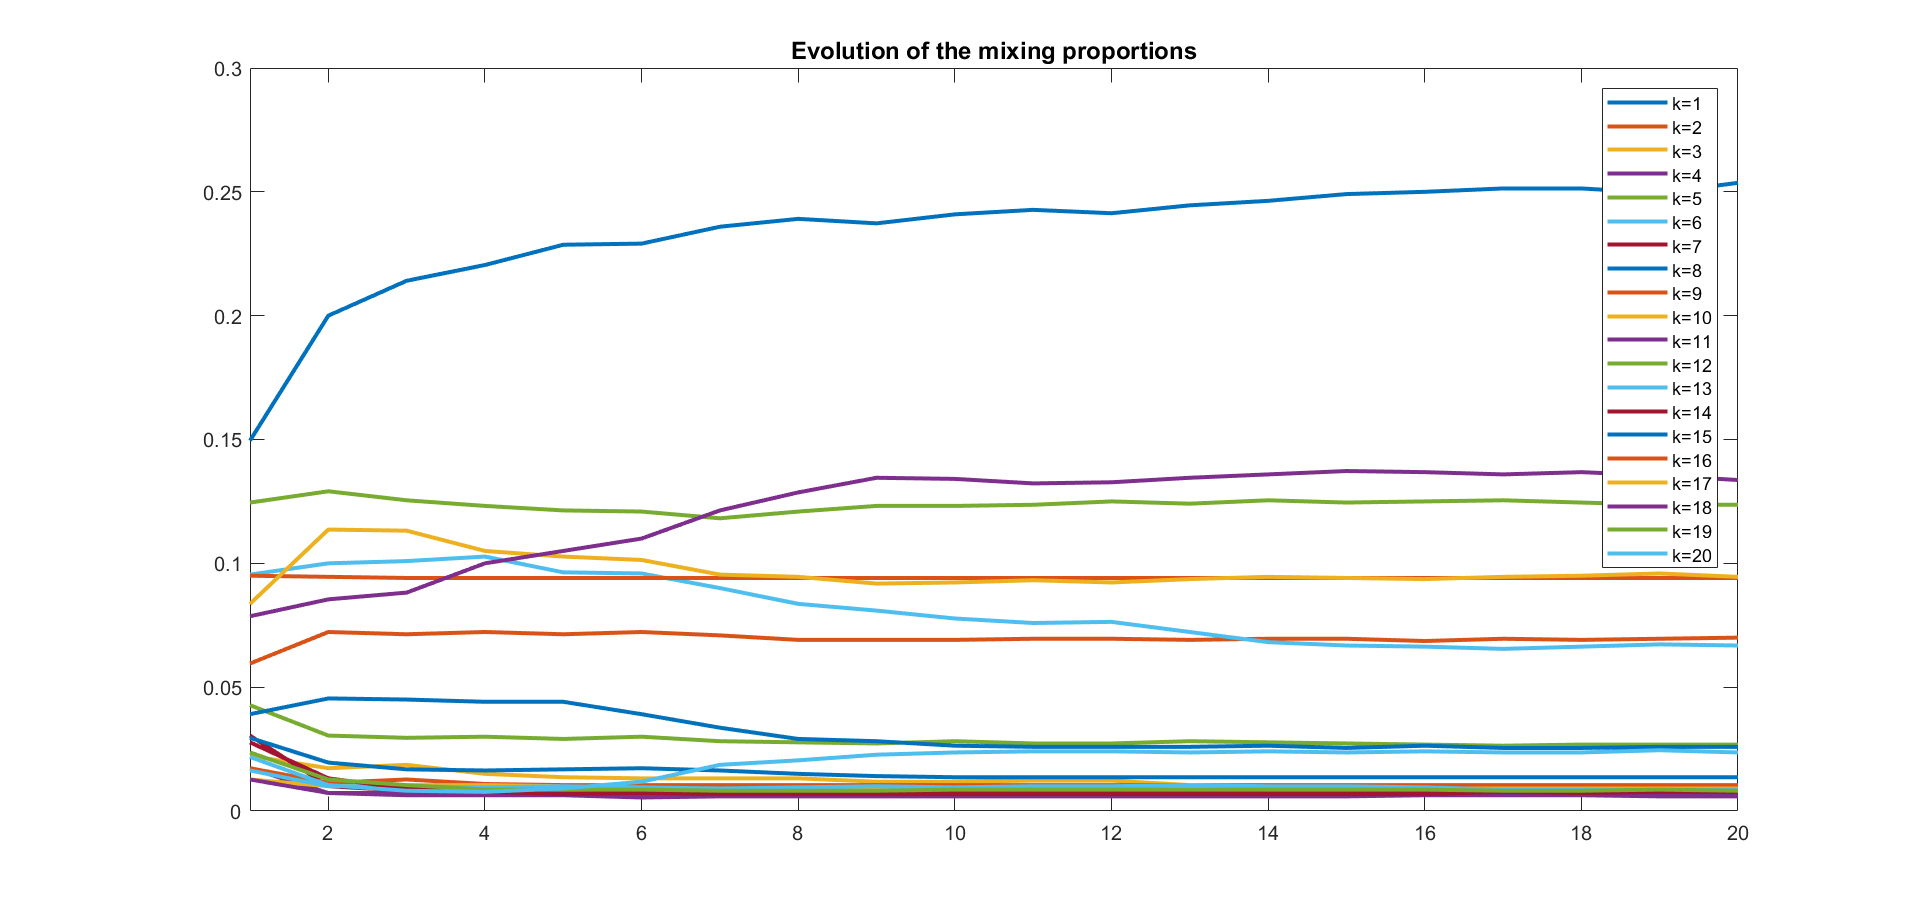 Evolution of the mixing proportions
0.3
0.25
0.2
0.15
0.1
0.05
0
2 4 6 8 10 12 14 16 18 20
k=1
k=2
k=3
k=4
k=5
k=6
k=7
k=8
k=9
k=10
k=11
k=12
k=13
k=14
k=15
k=16
k=17
k=18
k=19
k=20